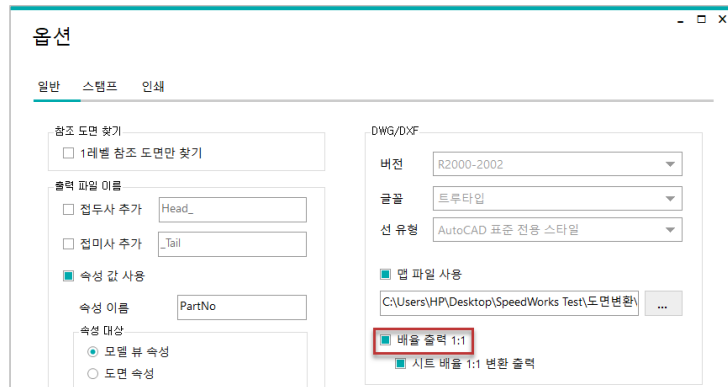 옵션
일반 스탬프 인쇄
참조 도면 찾기
1레벨 참조 도면만 찾기
출력 파일 이름
접두사 추가 Head_
접미사 추가 _Tail
속성 값 사용
속성 이름 PartNo
속성 대상
모델 뷰 속성
도면 속성
DWG/DXF
버전 R2000-2002
글꼴 트루타입
선 유형 AutoCAD 표준 전용 스타일
맵 파일 사용
C:\Users\HP\Desktop\SpeedWorks Test\도면변환\ ...
배율 출력 1:1
시트 배율 1:1 변환 출력